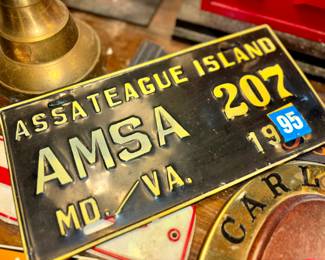 ASSATEAGUE ISLAND
AMSA 207
MD./VA. 19
95
CARL